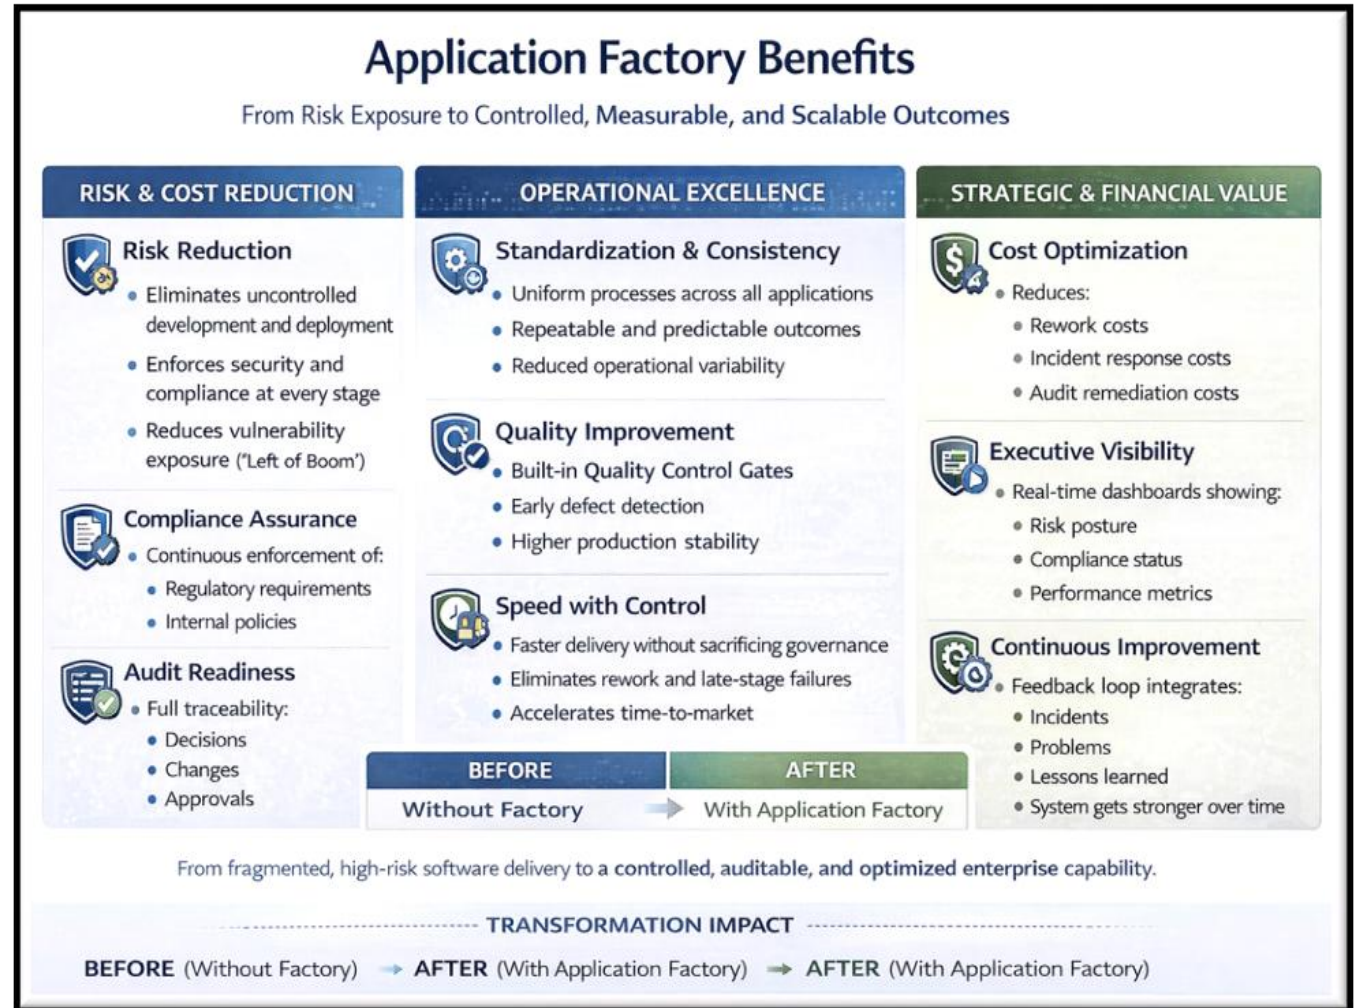 Application Factory Benefits
From Risk Exposure to Controlled, Measurable, and Scalable Outcomes
RISK & COST REDUCTION
Risk Reduction
• Eliminates uncontrolled
development and deployment
• Enforces security and
compliance at every stage
• Reduces vulnerability
exposure ("Left of Boom')
Compliance Assurance
• Continuous enforcement of:
• Regulatory requirements
• Internal policies
Audit Readiness
• Full traceability:
• Decisions
• Changes
• Approvals
OPERATIONAL EXCELLENCE
Standardization & Consistency
• Uniform processes across all applications
• Repeatable and predictable outcomes
• Reduced operational variability
Quality Improvement
• Built-in Quality Control Gates
• Early defect detection
• Higher production stability
Speed with Control
• Faster delivery without sacrificing governance
• Eliminates rework and late-stage failures
• Accelerates time-to-market
STRATEGIC & FINANCIAL VALUE
$
Cost Optimization
• Reduces:
• Rework costs
• Incident response costs
• Audit remediation costs
Executive Visibility
• Real-time dashboards showing:
• Risk posture
• Compliance status
• Performance metrics
Continuous Improvement
• Feedback loop integrates:
• Incidents
• Problems
• Lessons learned
• System gets stronger over time
BEFORE AFTER
Without Factory → With Application Factory
From fragmented, high-risk software delivery to a controlled, auditable, and optimized enterprise capability.
TRANSFORMATION IMPACT
BEFORE (Without Factory) → AFTER (With Application Factory) → AFTER (With Application Factory)